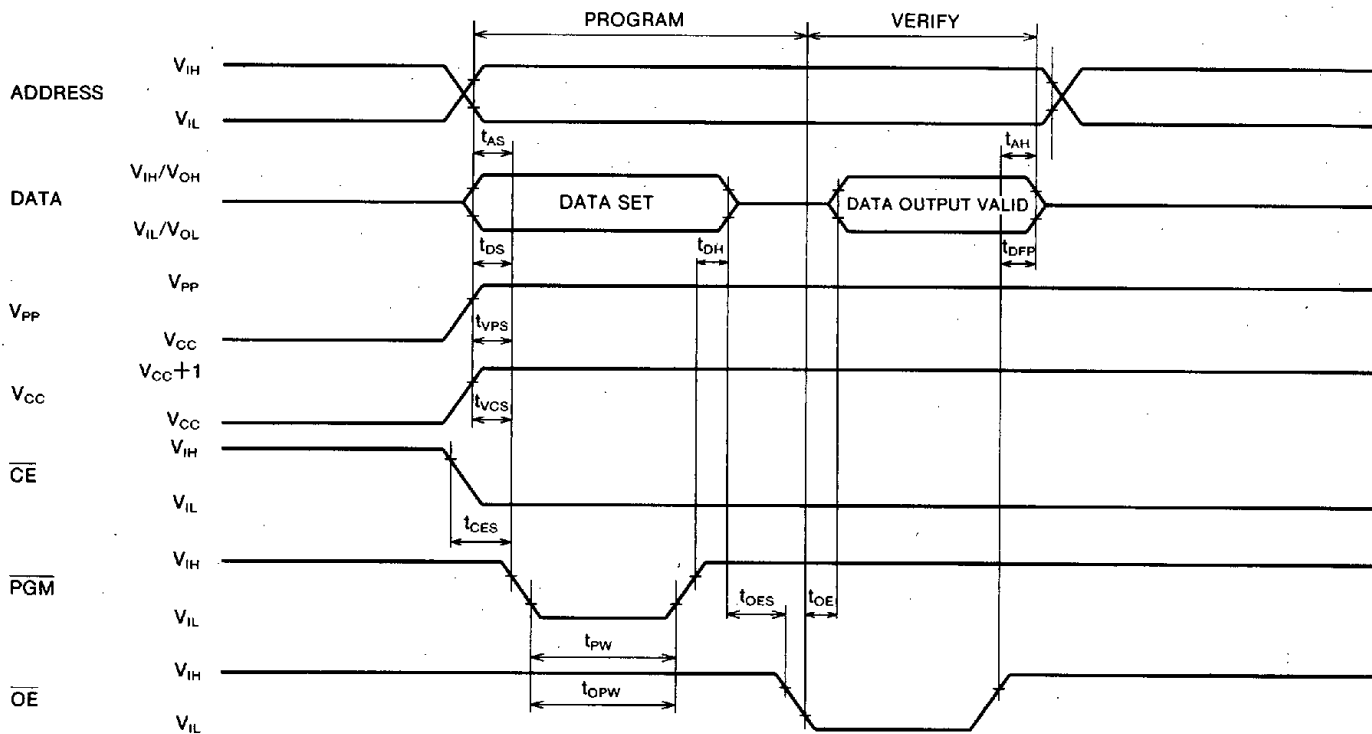 PROGRAM VERIFY
V_IH
ADDRESS
V_IL
t_AS t_AH
V_IH/V_OH
DATA DATA SET DATA OUTPUT VALID
V_IL/V_OL
t_DS t_DH t_DFP
V_PP
V_PP
t_VPS
V_CC
V_CC+1
V_CC
t_VCS
V_CC
V_IH
CE
V_IL
t_CES
V_IH
PGM
V_IL
t_OES t_OE
t_PW
V_IH
t_OPW
OE
V_IL